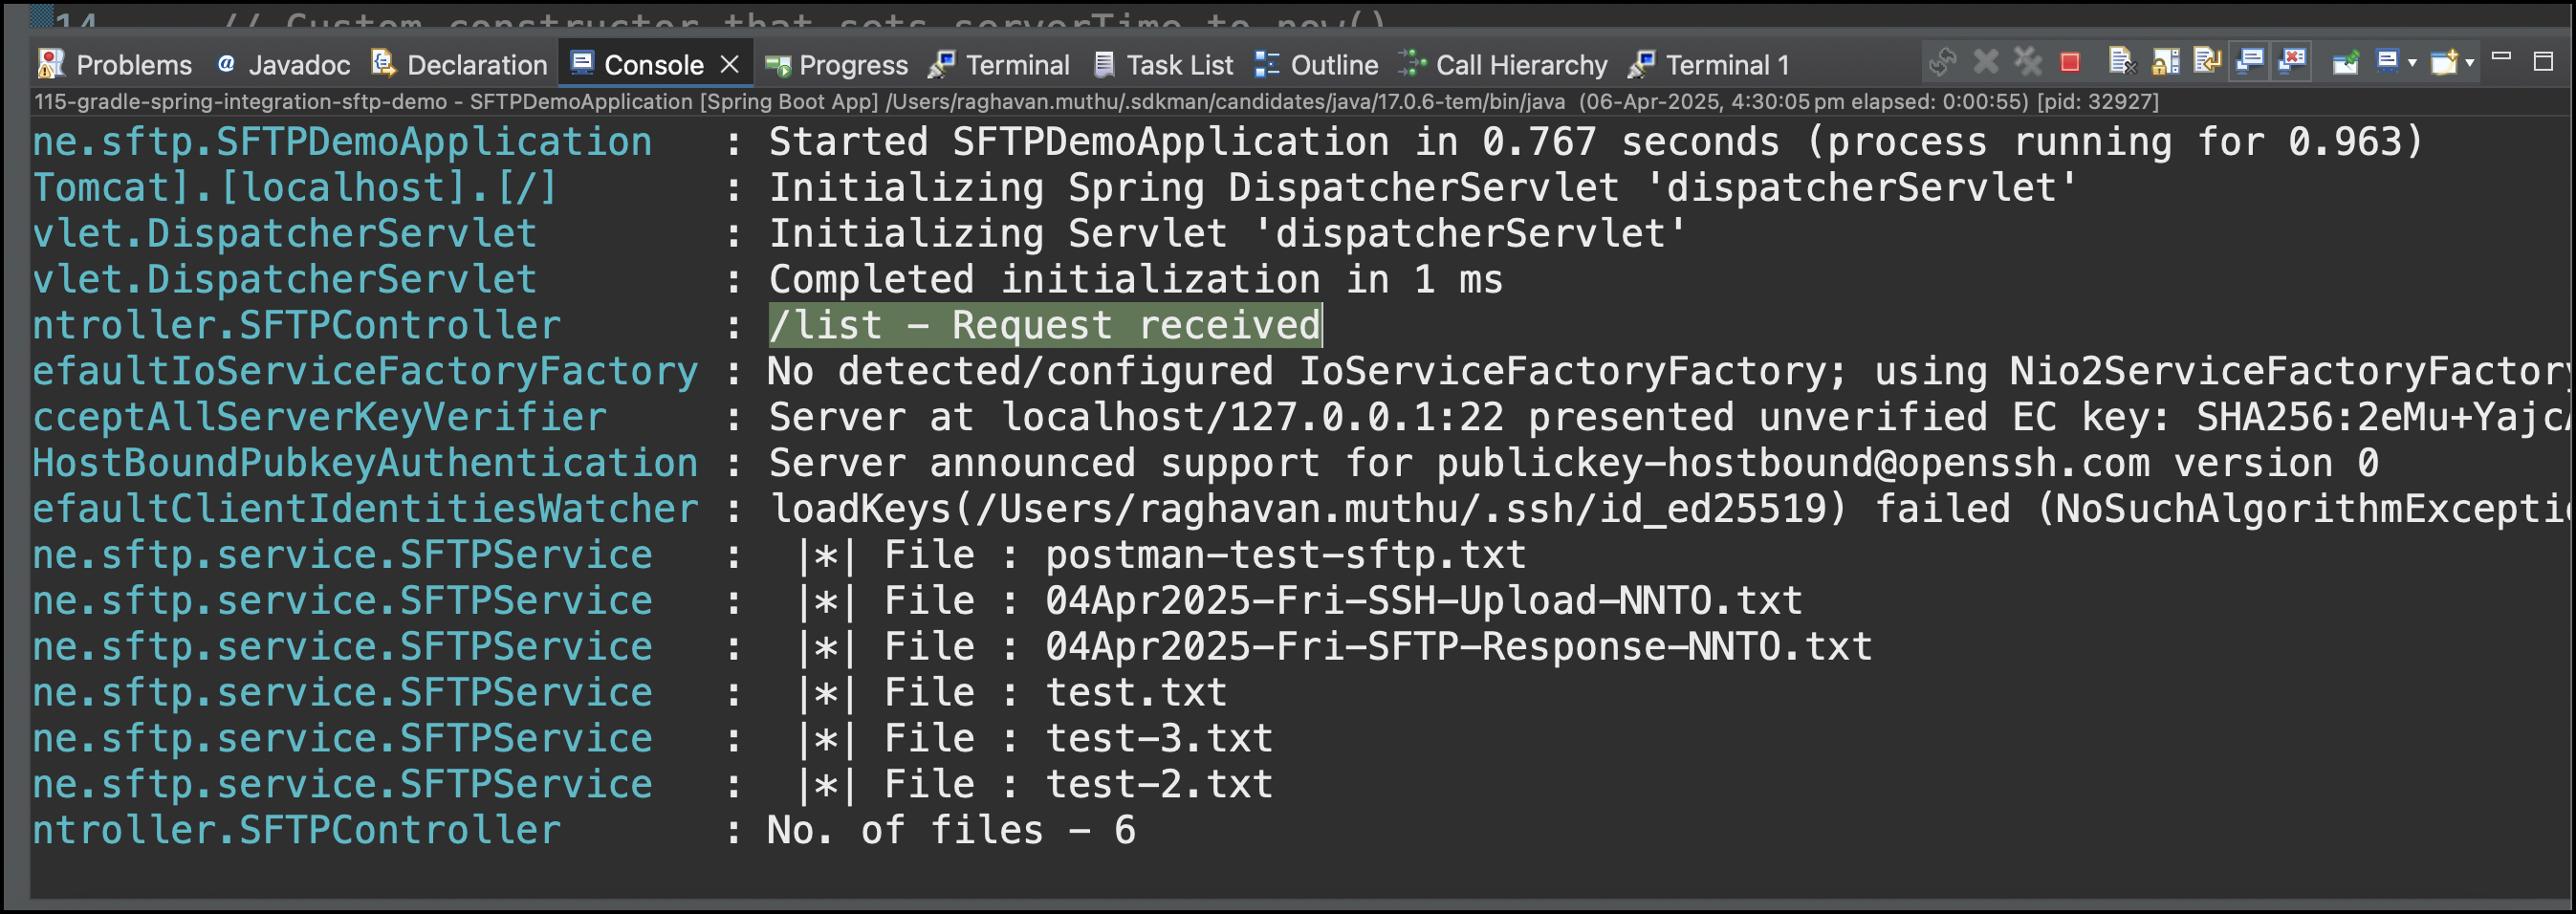 14 // Custom constructor that sets serverTime to now()
Problems @ Javadoc Declaration Console Progress Terminal Task List Outline Call Hierarchy Terminal 1
115-gradle-spring-integration-sftp-demo - SFTPDemoApplication [Spring Boot App] /Users/raghavan.muthu/.sdkman/candidates/java/17.0.6-tem/bin/java (06-Apr-2025, 4:30:05 pm elapsed: 0:00:55) [pid: 32927]
ne.sftp.SFTPDemoApplication : Started SFTPDemoApplication in 0.767 seconds (process running for 0.963)
Tomcat].[localhost].[/] : Initializing Spring DispatcherServlet 'dispatcherServlet'
vlet.DispatcherServlet : Initializing Servlet 'dispatcherServlet'
vlet.DispatcherServlet : Completed initialization in 1 ms
ntroller.SFTPController : /list - Request received
efaultIoServiceFactoryFactory : No detected/configured IoServiceFactoryFactory; using Nio2ServiceFactoryFactory
cceptAllServerKeyVerifier : Server at localhost/127.0.0.1:22 presented unverified EC key: SHA256:2eMu+Yajc
HostBoundPubkeyAuthentication : Server announced support for publickey-hostbound@openssh.com version 0
efaultClientIdentitiesWatcher : loadKeys(/Users/raghavan.muthu/.ssh/id_ed25519) failed (NoSuchAlgorithmExcepti
ne.sftp.service.SFTPService : |*| File : postman-test-sftp.txt
ne.sftp.service.SFTPService : |*| File : 04Apr2025-Fri-SSH-Upload-NNTO.txt
ne.sftp.service.SFTPService : |*| File : 04Apr2025-Fri-SFTP-Response-NNTO.txt
ne.sftp.service.SFTPService : |*| File : test.txt
ne.sftp.service.SFTPService : |*| File : test-3.txt
ne.sftp.service.SFTPService : |*| File : test-2.txt
ntroller.SFTPController : No. of files - 6